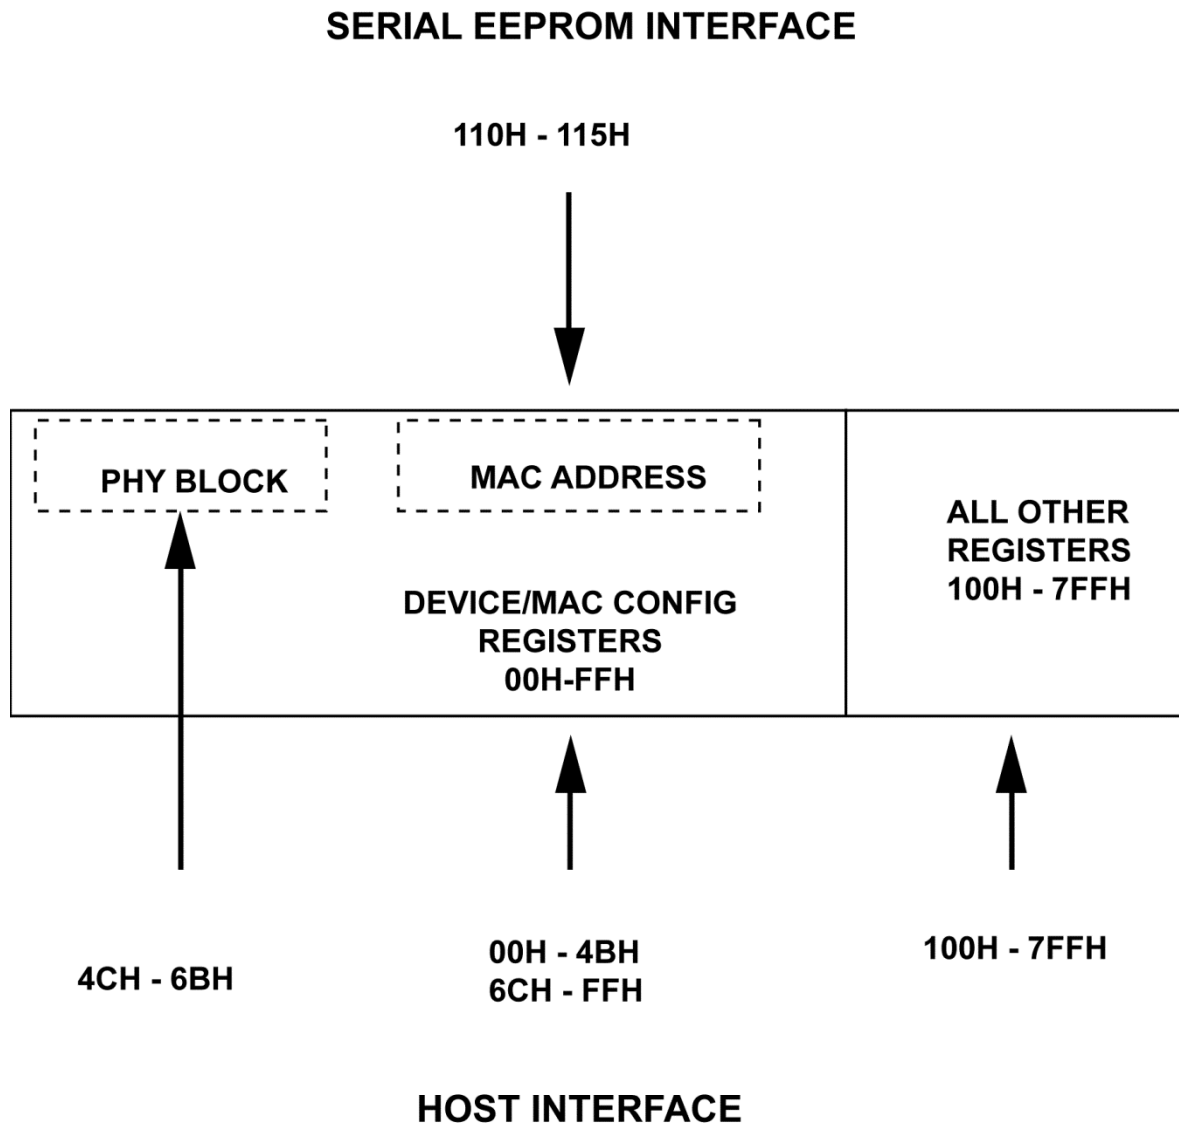 SERIAL EEPROM INTERFACE
110H - 115H
PHY BLOCK
MAC ADDRESS
DEVICE/MAC CONFIG
REGISTERS
00H-FFH
ALL OTHER
REGISTERS
100H - 7FFH
4CH - 6BH
00H - 4BH
6CH - FFH
100H - 7FFH
HOST INTERFACE